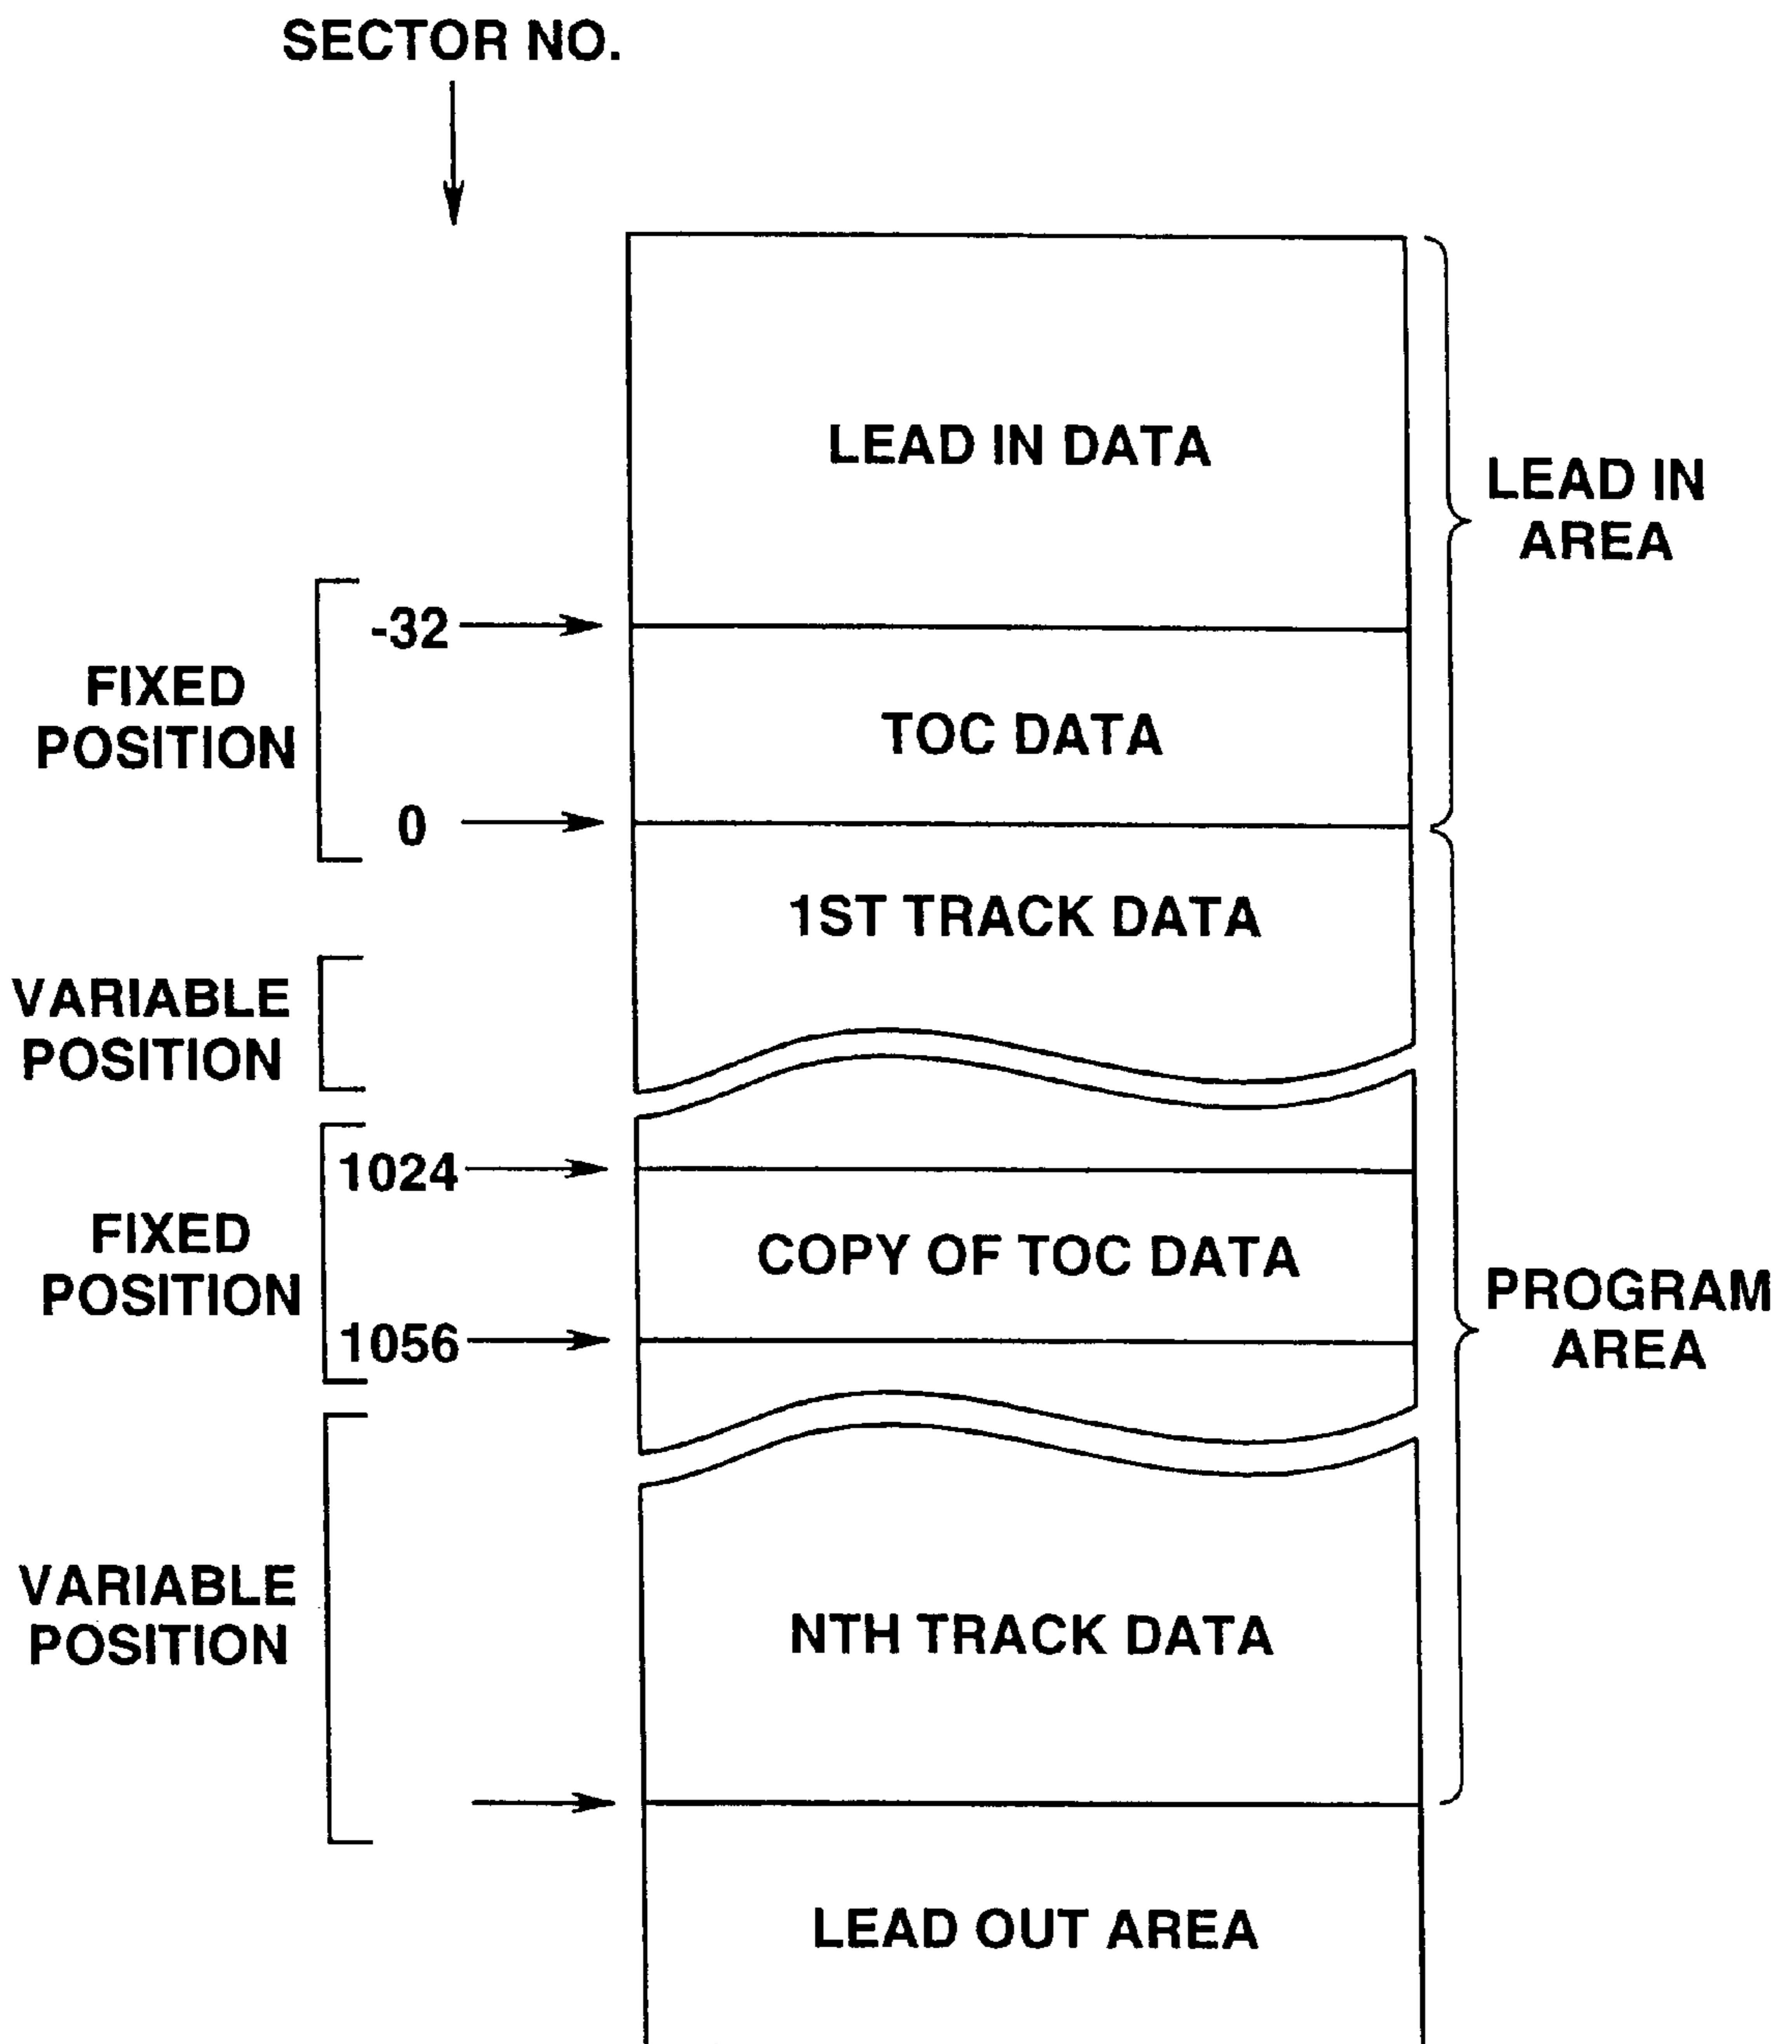 SECTOR NO.
LEAD IN DATA
LEAD IN
AREA
-32
FIXED
POSITION
TOC DATA
0
1ST TRACK DATA
VARIABLE
POSITION
1024
FIXED
POSITION
COPY OF TOC DATA
1056
PROGRAM
AREA
VARIABLE
POSITION
NTH TRACK DATA
LEAD OUT AREA